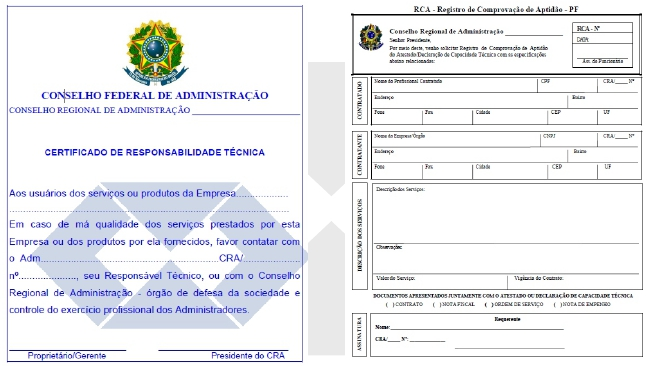 CONSELHO FEDERAL DE ADMINISTRAÇÃO
CONSELHO REGIONAL DE ADMINISTRAÇÃO
CERTIFICADO DE RESPONSABILIDADE TÉCNICA
Aos usuários dos serviços ou produtos da Empresa
Em caso de má qualidade dos serviços prestados por esta
Empresa ou dos produtos por ela fornecidos, favor contatar com
o Adm. CRA/
nº, seu Responsável Técnico, ou com o Conselho
Regional de Administração - órgão de defesa da sociedade e
controle do exercício profissional dos Administradores.
Proprietário/Gerente Presidente do CRA
RCA - Registro de Comprovação de Aptidão - PF
Conselho Regional de Administração
Senhor Presidente,
Por meio deste, venho solicitar Registro de Comprovação de Aptidão
do Atestado/Declaração de Capacidade Técnica com as especificações
abaixo relacionadas:
RCA - Nº
DATA:
Ass. do Funcionário
CONTRATADO
Nome do Profissional Contratado CPF CRA/____ Nº
Endereço Bairro
Fone Fax Cidade CEP UF
CONTRATANTE
Nome da Empresa/Órgão CNPJ CRA/____ Nº
Endereço Bairro
Fone Fax Cidade CEP UF
DESCRIÇÃO DOS SERVIÇOS
Descrição dos Serviços:
Observações:
Valor do Serviço: Vigência do Contrato:
DOCUMENTOS APRESENTADOS JUNTAMENTE COM O ATESTADO OU DECLARAÇÃO DE CAPACIDADE TÉCNICA
( ) CONTRATO ( ) NOTA FISCAL ( ) ORDEM DE SERVIÇO ( ) NOTA DE EMPENHO
ASSINATURA
Requerente
Nome:
CRA/____ Nº: